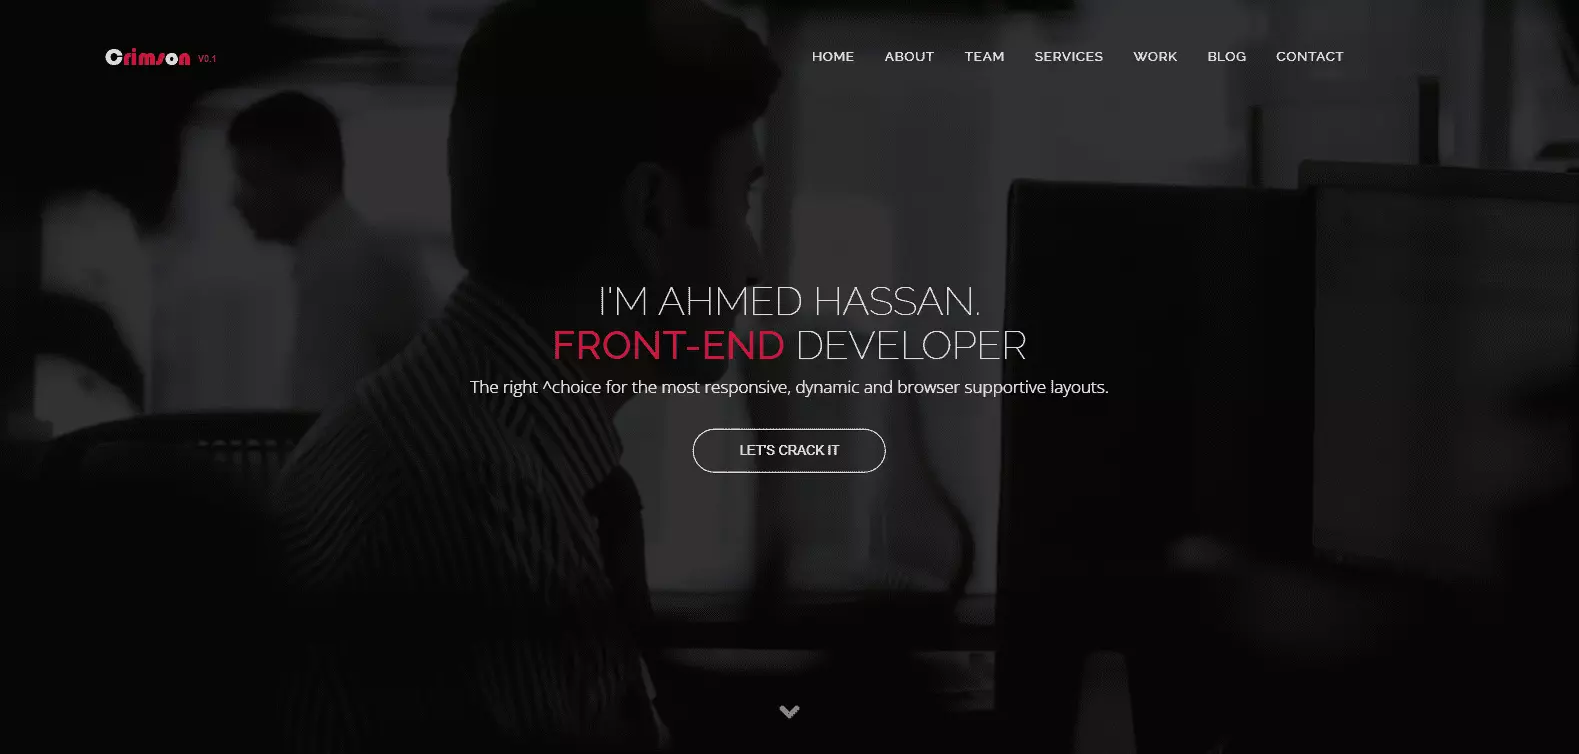 Crimson V0.1
HOME ABOUT TEAM SERVICES WORK BLOG CONTACT
I'M AHMED HASSAN.
FRONT-END DEVELOPER
The right ^choice for the most responsive, dynamic and browser supportive layouts.
LET'S CRACK IT